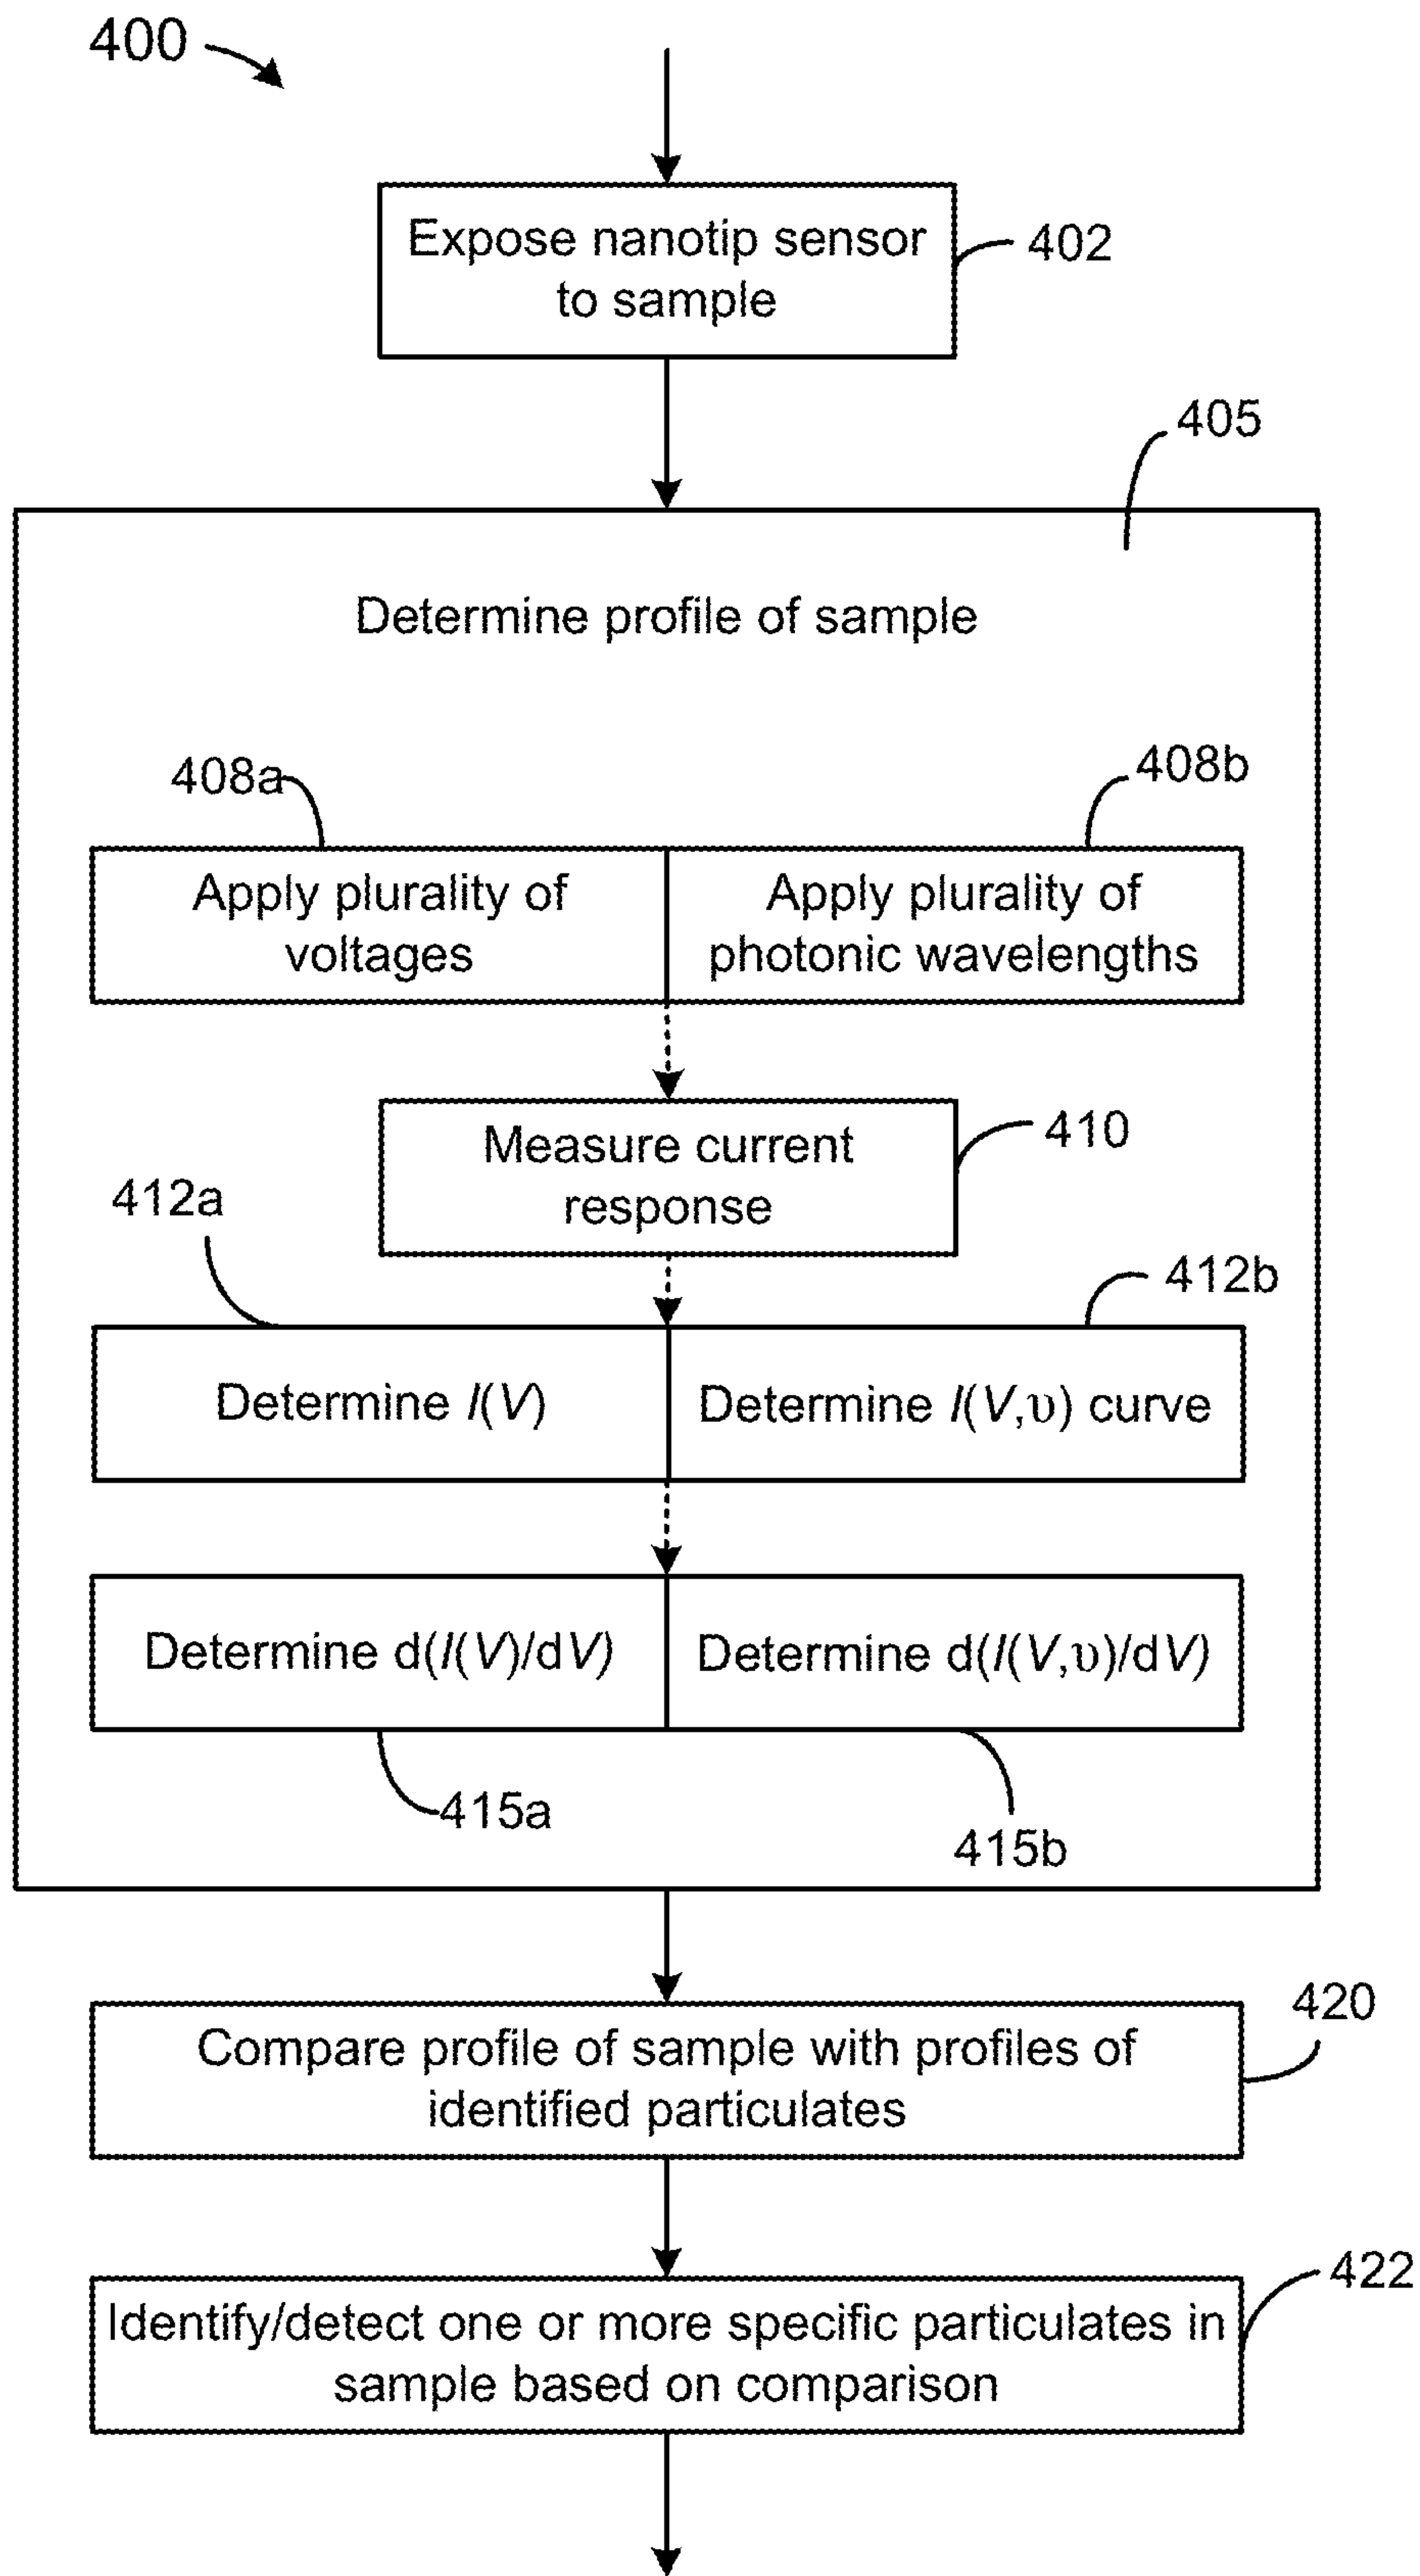 400
Expose nanotip sensor
to sample
402
405
Determine profile of sample
408a
408b
Apply plurality of
voltages
Apply plurality of
photonic wavelengths
Measure current
response
410
412a
412b
Determine I(V)
Determine I(V,υ) curve
Determine d(I(V)/dV)
Determine d(I(V,υ)/dV)
415a
415b
420
Compare profile of sample with profiles of
identified particulates
422
Identify/detect one or more specific particulates in
sample based on comparison